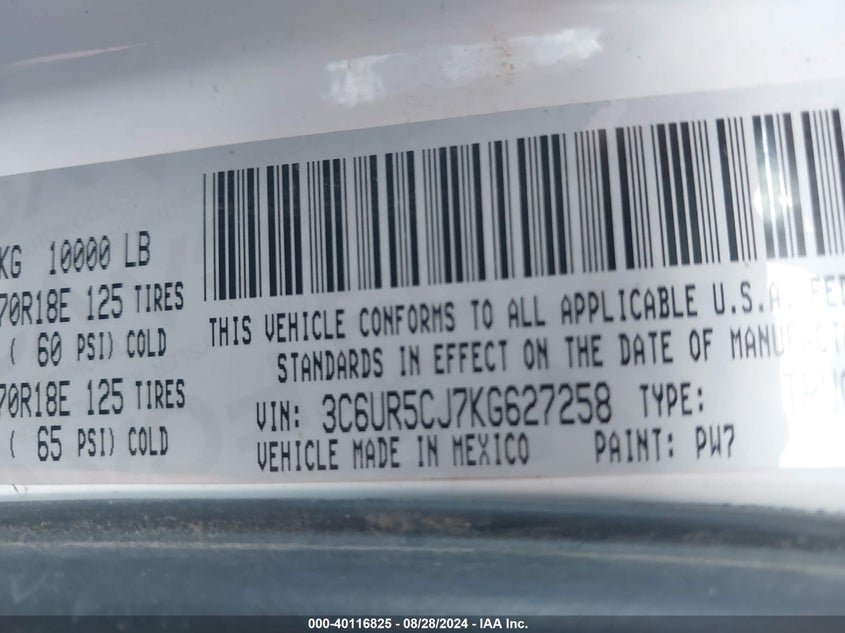 KG 10000 LB
70R18E 125 TIRES
( 60 PSI) COLD
70R18E 125 TIRES
( 65 PSI) COLD
THIS VEHICLE CONFORMS TO ALL APPLICABLE U.S.A.
STANDARDS IN EFFECT ON THE DATE OF
VIN: 3C6UR5CJ7KG627258 TYPE:
VEHICLE MADE IN MEXICO PAINT: PW7
000-40116825 - 08/28/2024 - Copyright © IAA Inc.